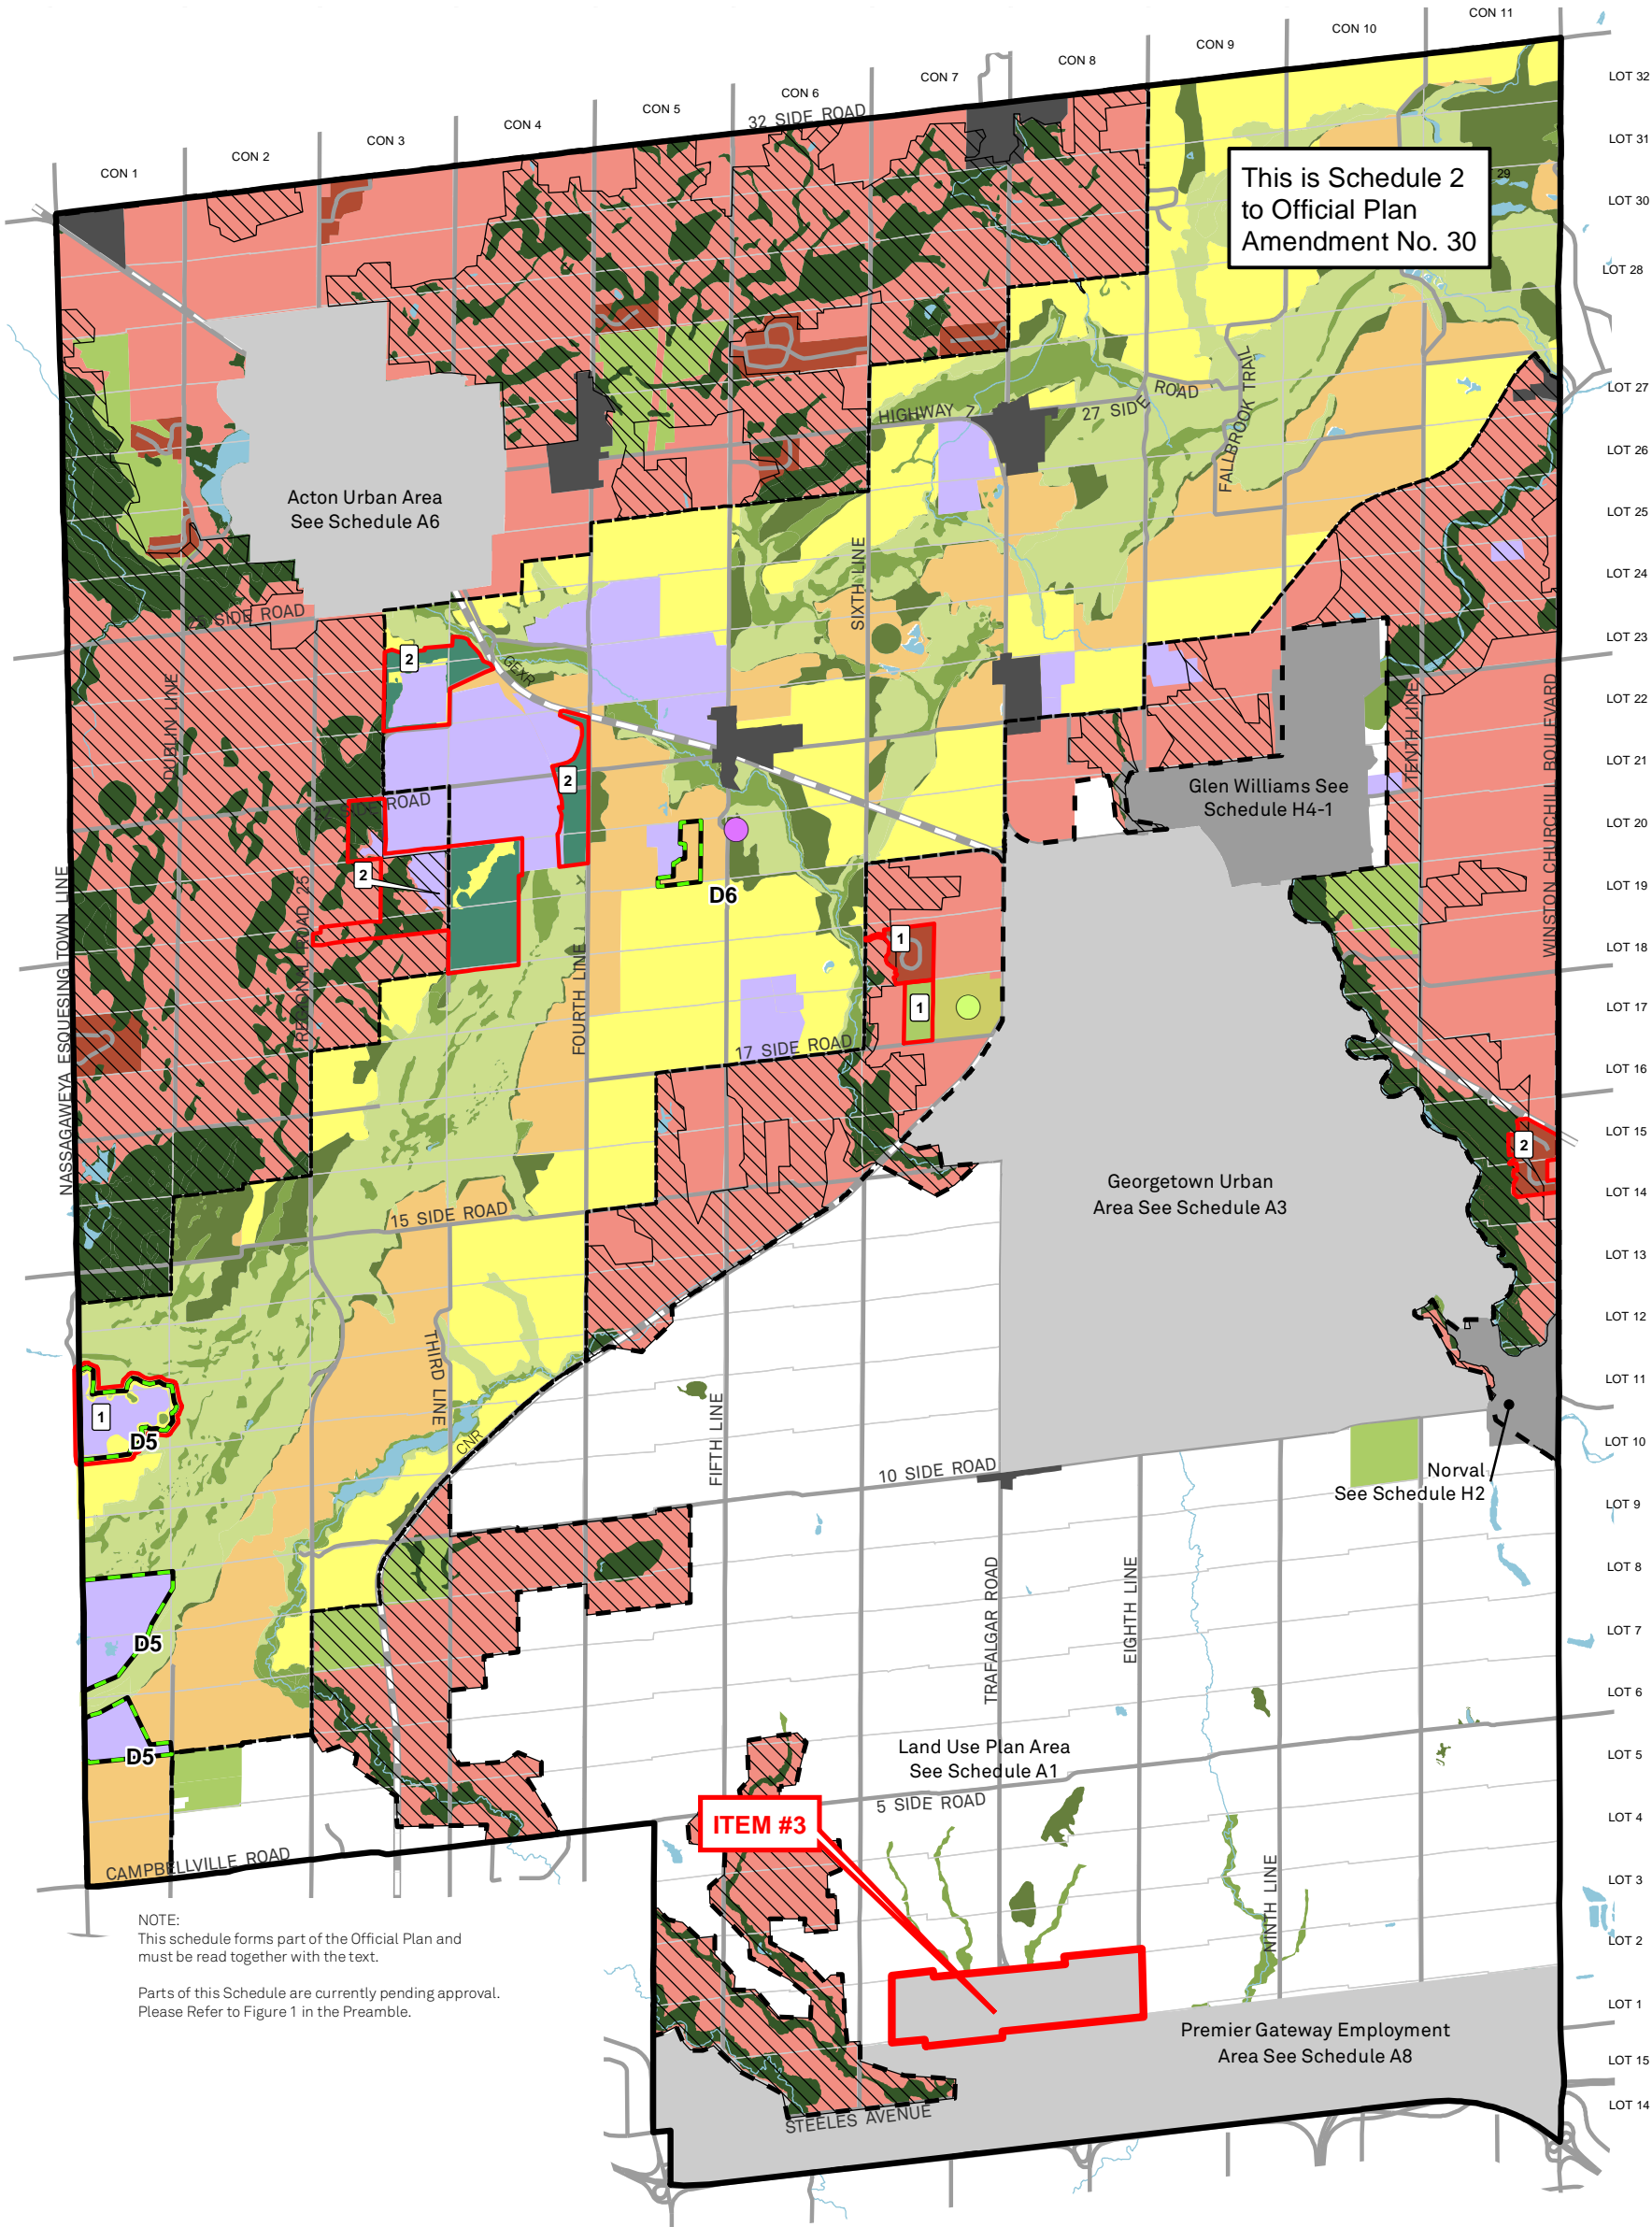 CON 1
CON 2
CON 3
CON 4
CON 5
CON 6
CON 7
CON 8
CON 9
CON 10
CON 11
32 SIDE ROAD
This is Schedule 2
to Official Plan
Amendment No. 30
29
LOT 32
LOT 31
LOT 30
LOT 28
LOT 27
LOT 26
LOT 25
LOT 24
LOT 23
LOT 22
LOT 21
LOT 20
LOT 19
LOT 18
LOT 17
LOT 16
LOT 15
LOT 14
LOT 13
LOT 12
LOT 11
LOT 10
LOT 9
LOT 8
LOT 7
LOT 6
LOT 5
LOT 4
LOT 3
LOT 2
LOT 1
LOT 15
LOT 14
HIGHWAY 7
27 SIDE ROAD
FALLBROOK TRAIL
Acton Urban Area
See Schedule A6
SIXTH LINE
SIDE ROAD
DUBLIN LINE
2
GEXR
2
ROAD
2
TENTH LINE
WINSTON CHURCHILL BOULEVARD
Glen Williams See
Schedule H4-1
NASSAGAWEYA ESQUESING TOWN LINE
REGIONAL ROAD 25
D6
FOURTH LINE
1
1
17 SIDE ROAD
2
Georgetown Urban
Area See Schedule A3
15 SIDE ROAD
THIRD LINE
1
D5
CNR
FIFTH LINE
10 SIDE ROAD
Norval
See Schedule H2
TRAFALGAR ROAD
EIGHTH LINE
D5
D5
Land Use Plan Area
See Schedule A1
5 SIDE ROAD
ITEM #3
CAMPBELLVILLE ROAD
NINTH LINE
NOTE:
This schedule forms part of the Official Plan and
must be read together with the text.
Parts of this Schedule are currently pending approval.
Please Refer to Figure 1 in the Preamble.
Premier Gateway Employment
Area See Schedule A8
STEELES AVENUE